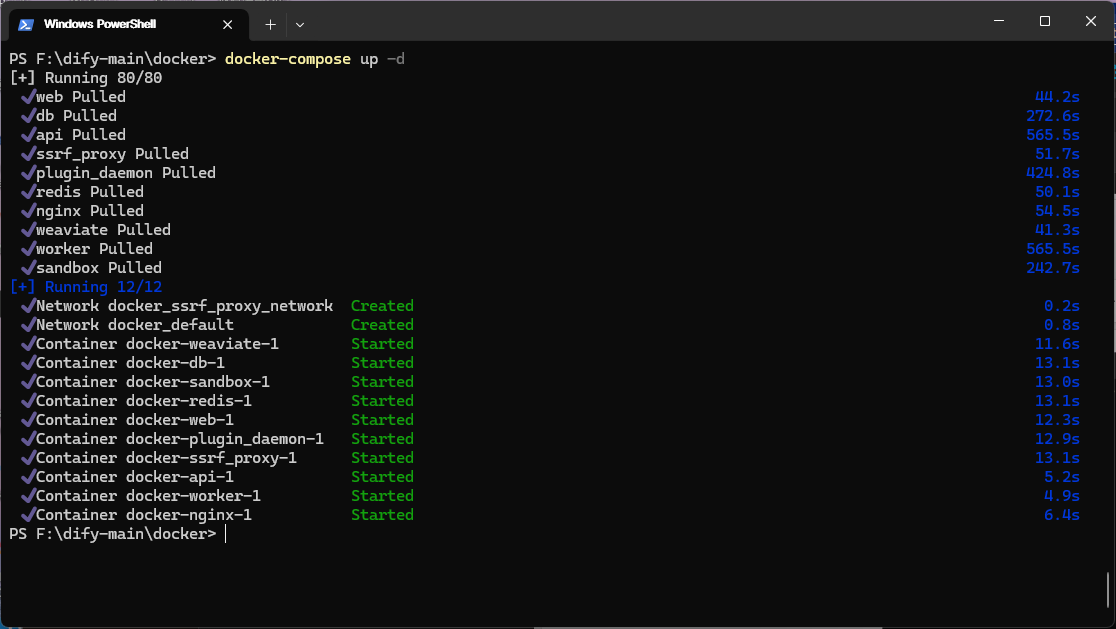 Windows PowerShell
PS F:\dify-main\docker> docker-compose up -d
[+] Running 80/80
✔web Pulled 44.2s
✔db Pulled 272.6s
✔api Pulled 565.5s
✔ssrf_proxy Pulled 51.7s
✔plugin_daemon Pulled 424.8s
✔redis Pulled 50.1s
✔nginx Pulled 54.5s
✔weaviate Pulled 41.3s
✔worker Pulled 565.5s
✔sandbox Pulled 242.7s
[+] Running 12/12
✔Network docker_ssrf_proxy_network Created 0.2s
✔Network docker_default Created 0.8s
✔Container docker-weaviate-1 Started 11.6s
✔Container docker-db-1 Started 13.1s
✔Container docker-sandbox-1 Started 13.0s
✔Container docker-redis-1 Started 13.1s
✔Container docker-web-1 Started 12.3s
✔Container docker-plugin_daemon-1 Started 12.9s
✔Container docker-ssrf_proxy-1 Started 13.1s
✔Container docker-api-1 Started 5.2s
✔Container docker-worker-1 Started 4.9s
✔Container docker-nginx-1 Started 6.4s
PS F:\dify-main\docker>